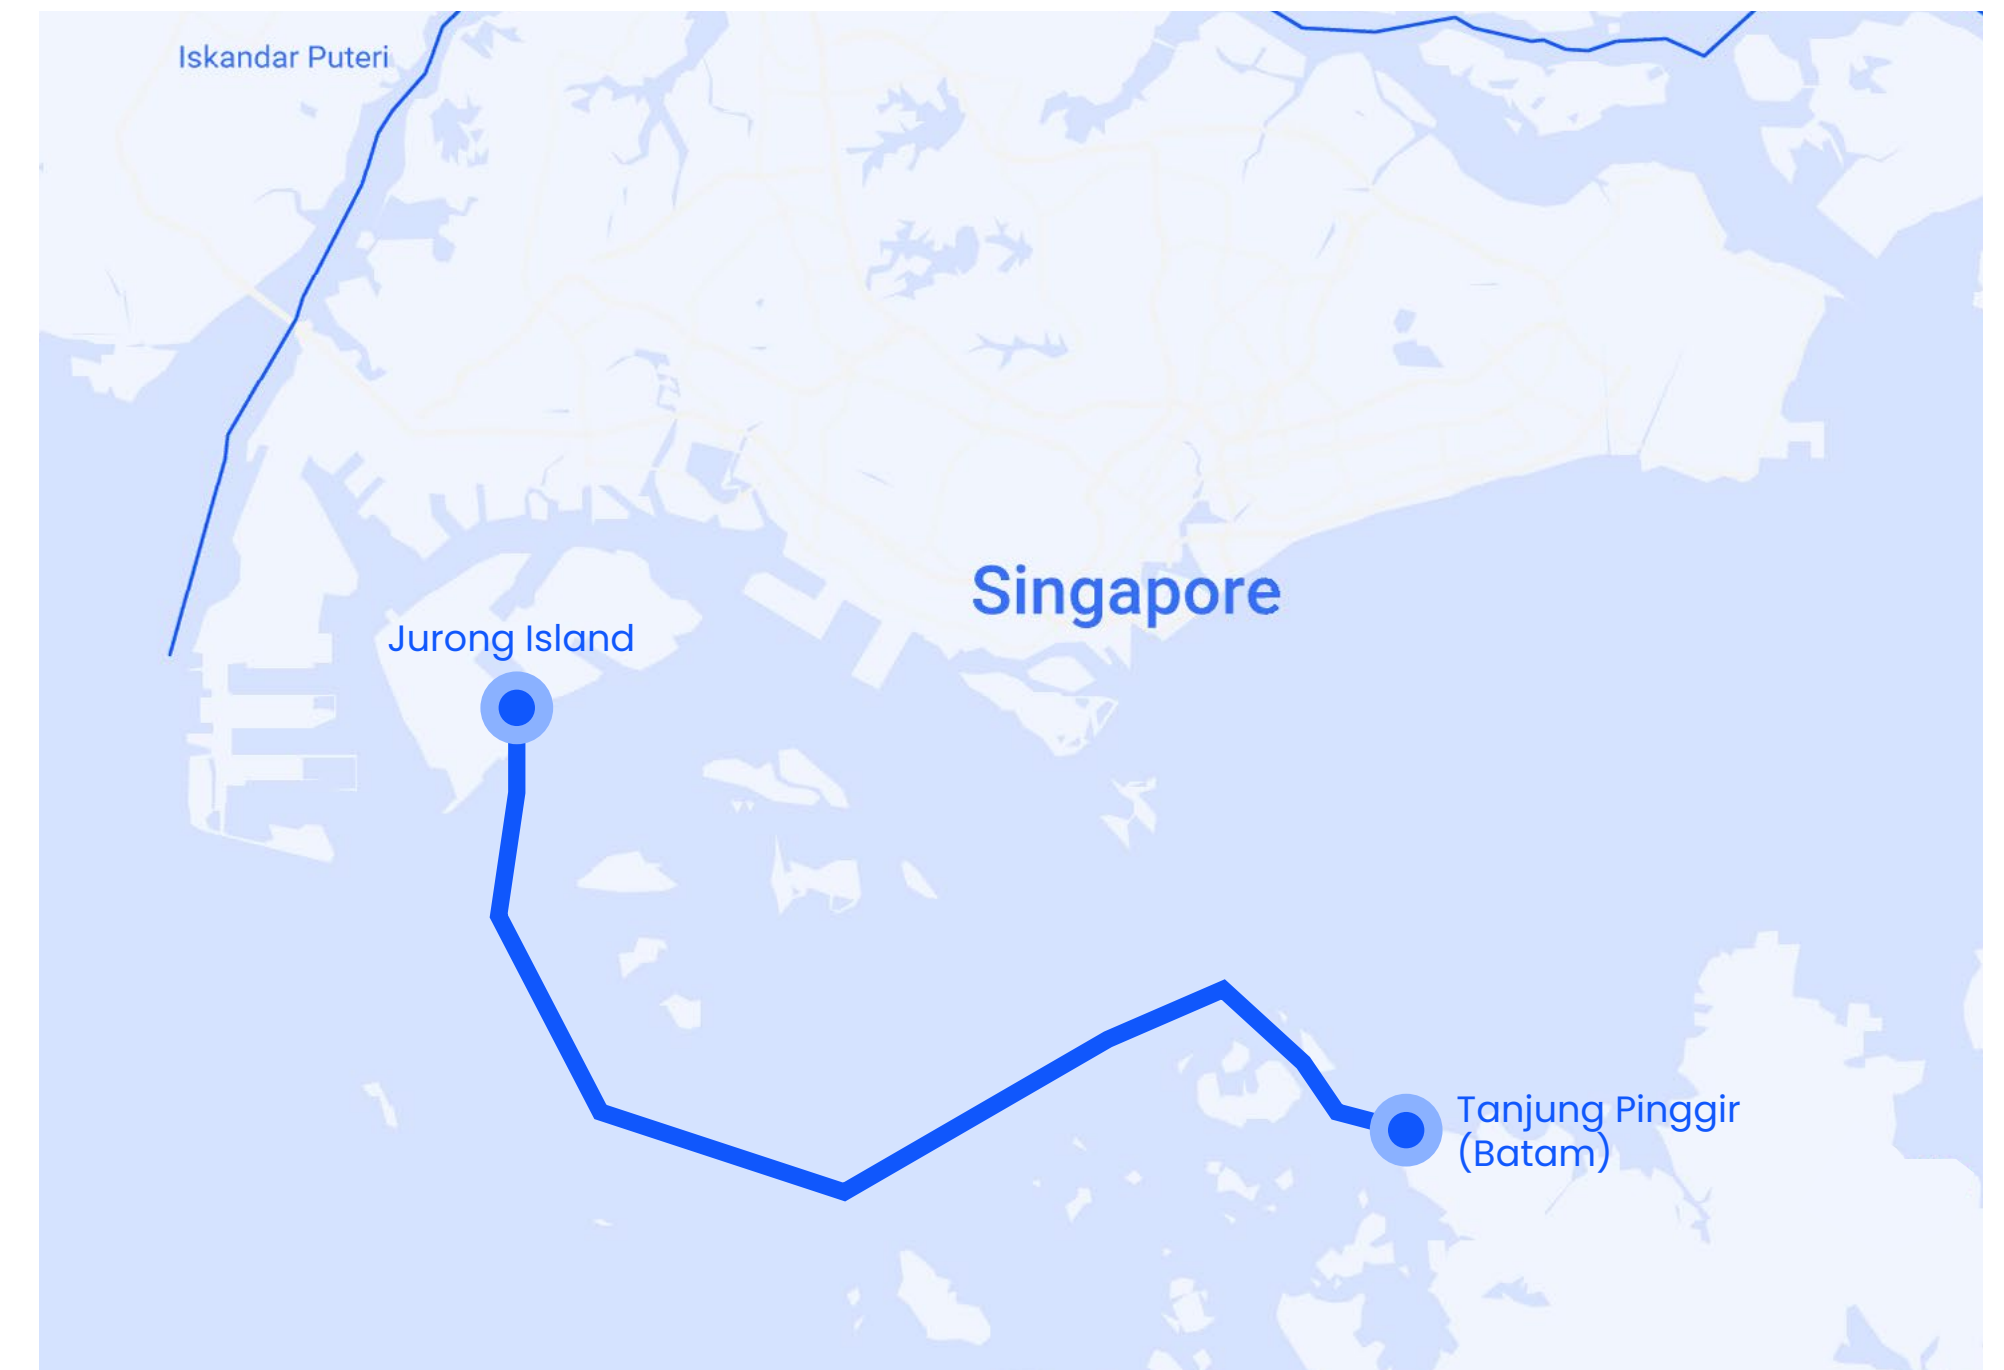 Iskandar Puteri
Singapore
Jurong Island
Tanjung Pinggir
(Batam)